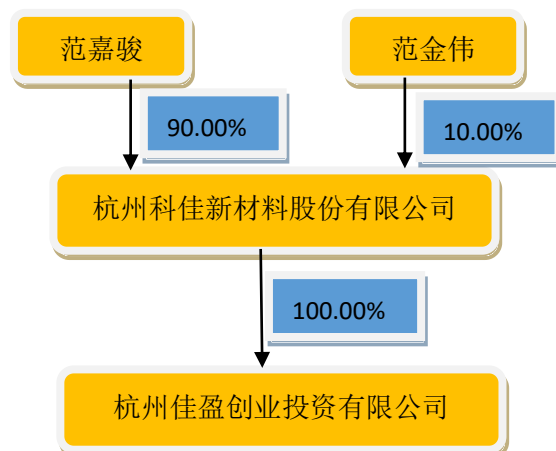 范嘉骏
范金伟
90.00%
10.00%
杭州科佳新材料股份有限公司
100.00%
杭州佳盈创业投资有限公司